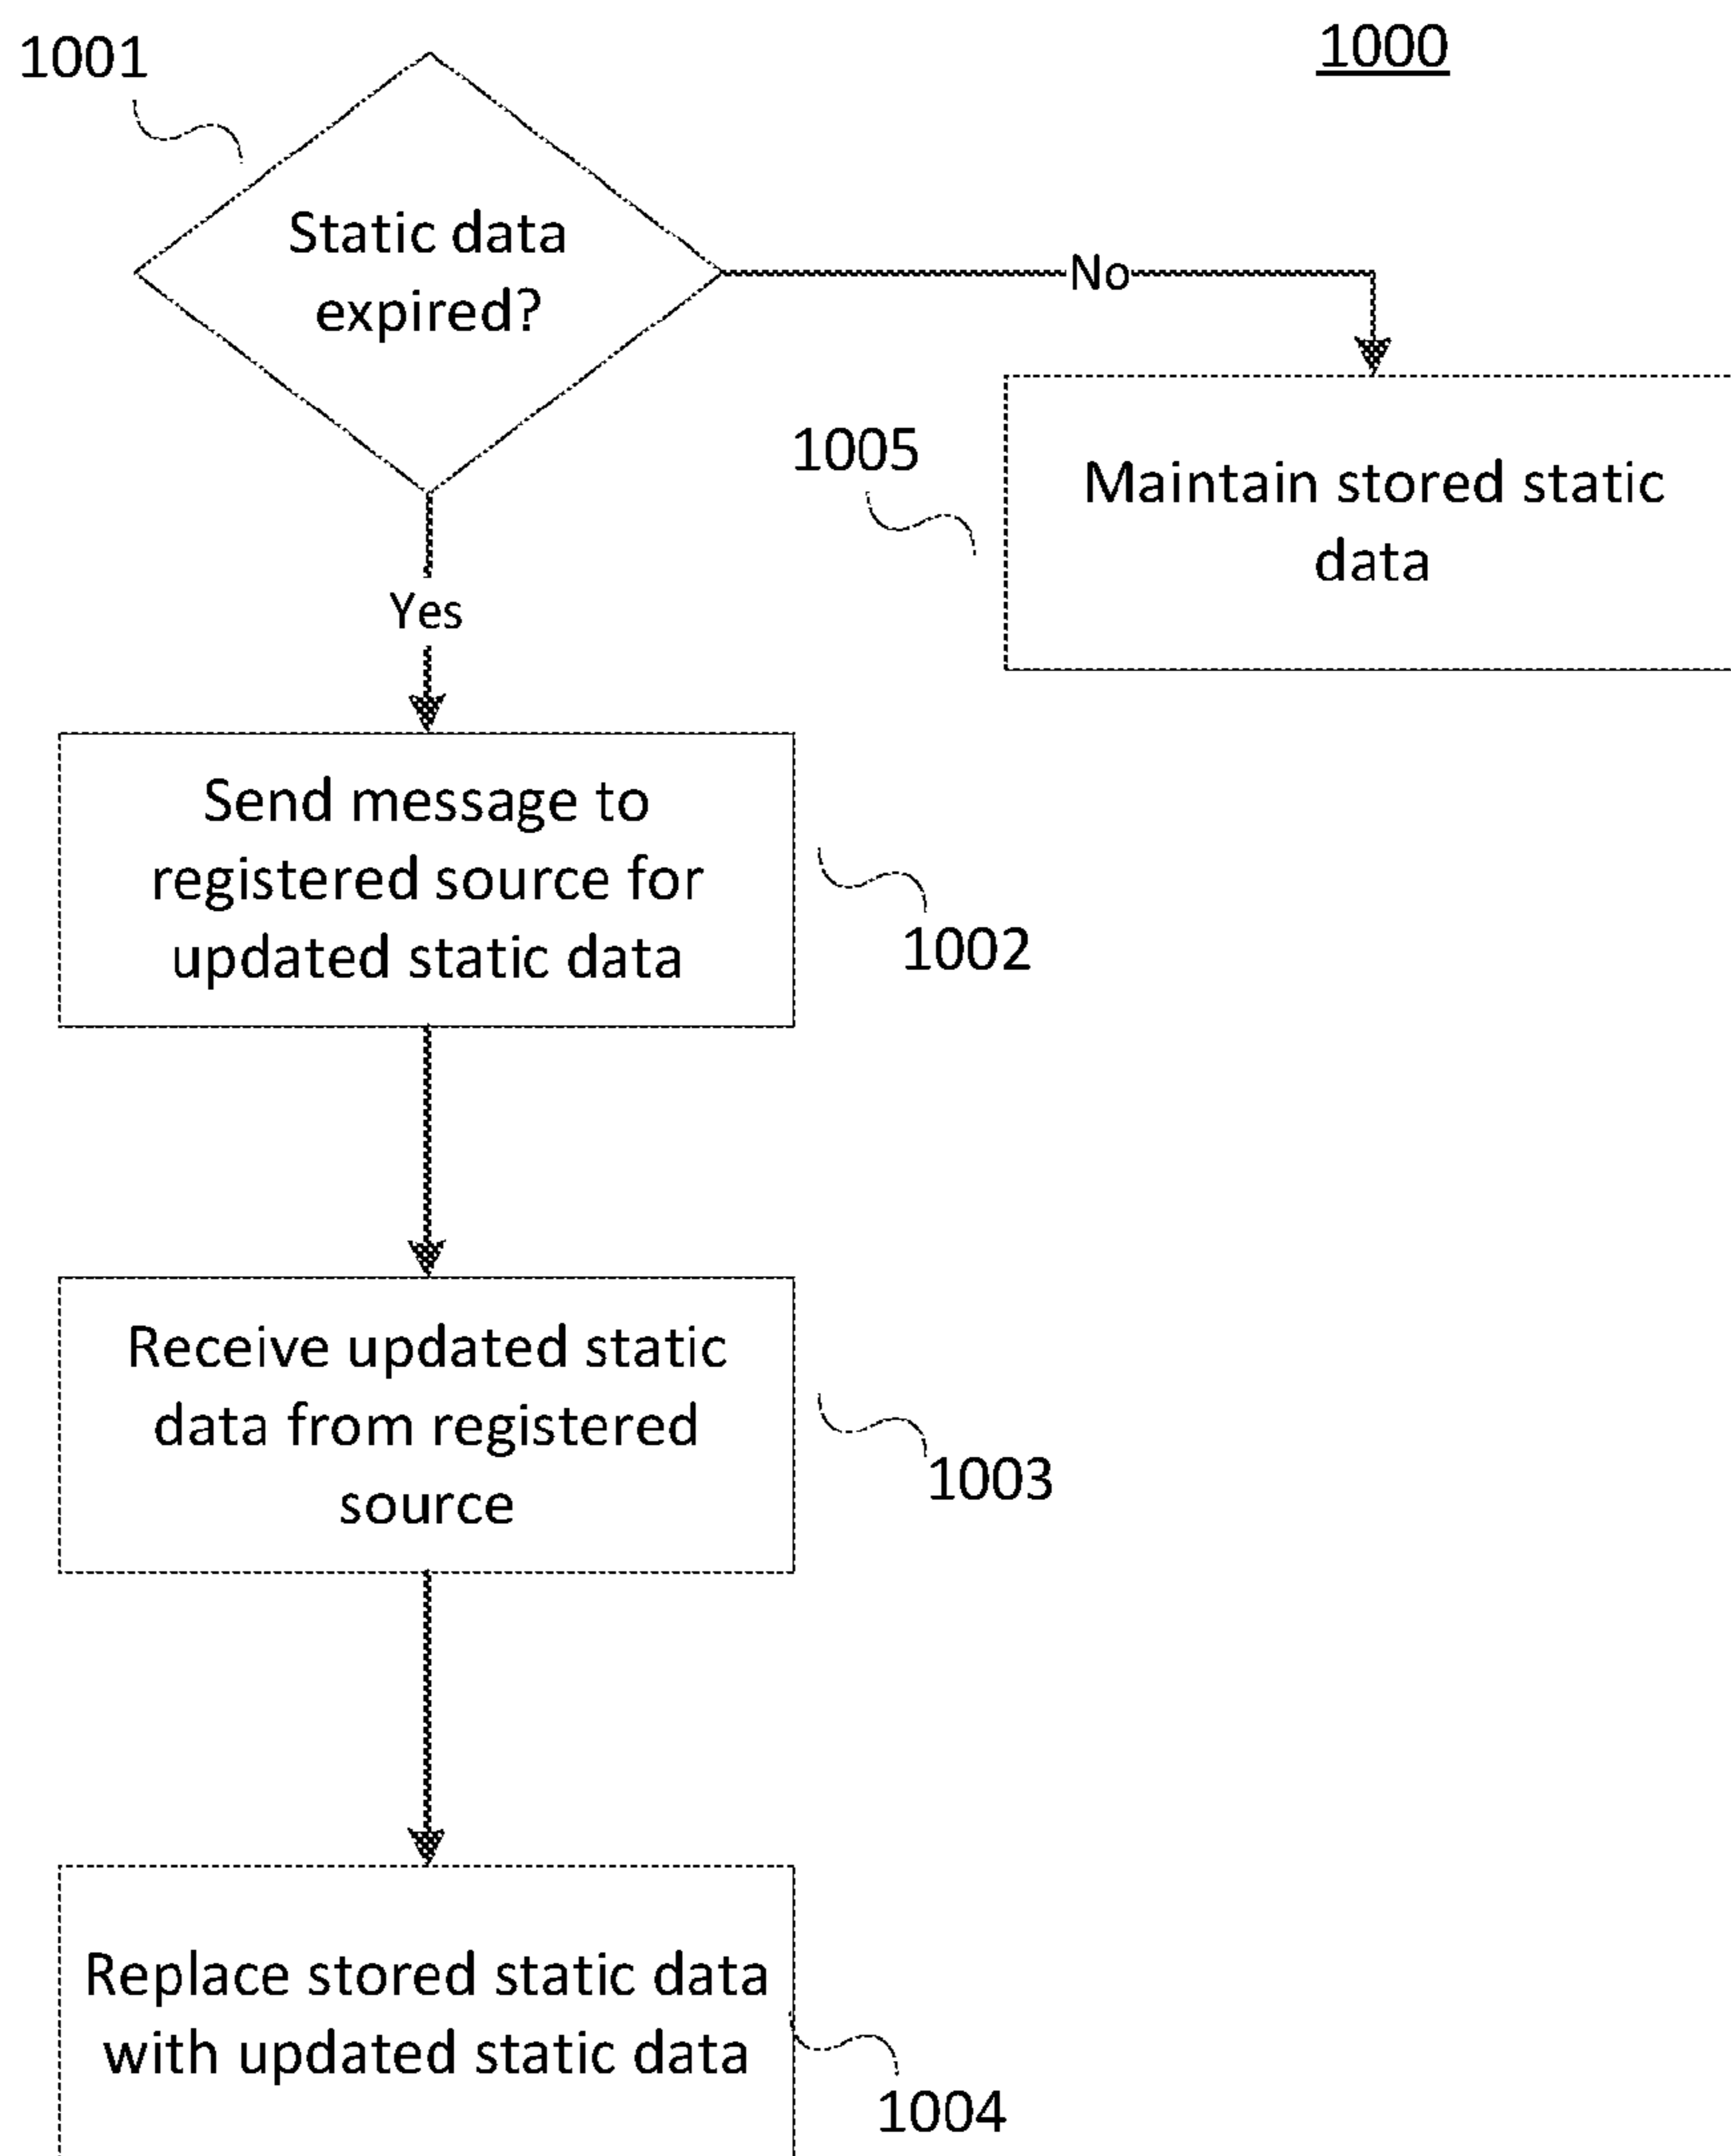 1000
1001
Static data
expired?
No
1005
Maintain stored static
data
Yes
Send message to
registered source for
updated static data
1002
Receive updated static
data from registered
source
1003
Replace stored static data
with updated static data
1004